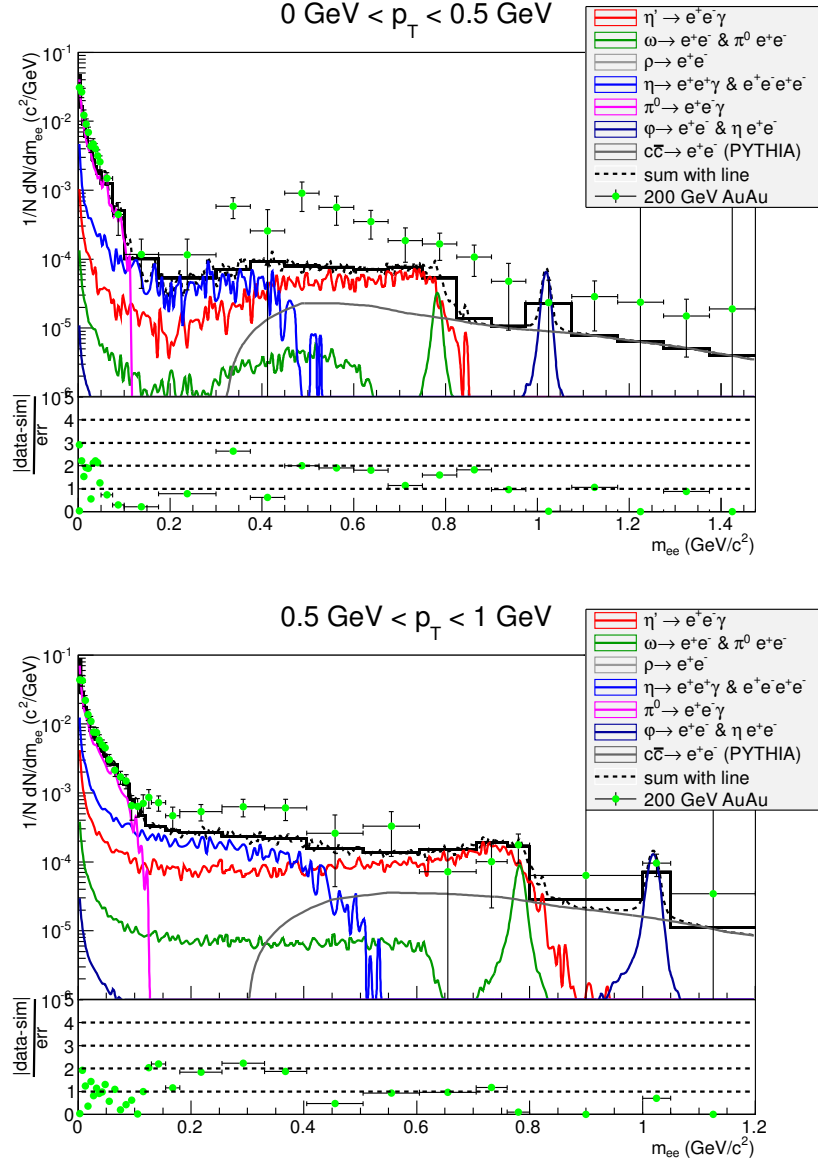 0 GeV < p_T < 0.5 GeV
η' → e⁺e⁻γ
ω → e⁺e⁻ & π⁰ e⁺e⁻
ρ → e⁺e⁻
η → e⁺e⁺γ & e⁺e⁻e⁺e⁻
π⁰ → e⁺e⁻γ
φ → e⁺e⁻ & η e⁺e⁻
cc̅ → e⁺e⁻ (PYTHIA)
sum with line
200 GeV AuAu
1/N dN/dm_ee (c²/GeV)
10⁻¹
10⁻²
10⁻³
10⁻⁴
10⁻⁵
|data-sim|
err
5
4
3
2
1
0
0 0.2 0.4 0.6 0.8 1 1.2 1.4
m_ee (GeV/c²)
0.5 GeV < p_T < 1 GeV
η' → e⁺e⁻γ
ω → e⁺e⁻ & π⁰ e⁺e⁻
ρ → e⁺e⁻
η → e⁺e⁺γ & e⁺e⁻e⁺e⁻
π⁰ → e⁺e⁻γ
φ → e⁺e⁻ & η e⁺e⁻
cc̅ → e⁺e⁻ (PYTHIA)
sum with line
200 GeV AuAu
1/N dN/dm_ee (c²/GeV)
10⁻¹
10⁻²
10⁻³
10⁻⁴
10⁻⁵
|data-sim|
err
5
4
3
2
1
0
0 0.2 0.4 0.6 0.8 1 1.2
m_ee (GeV/c²)